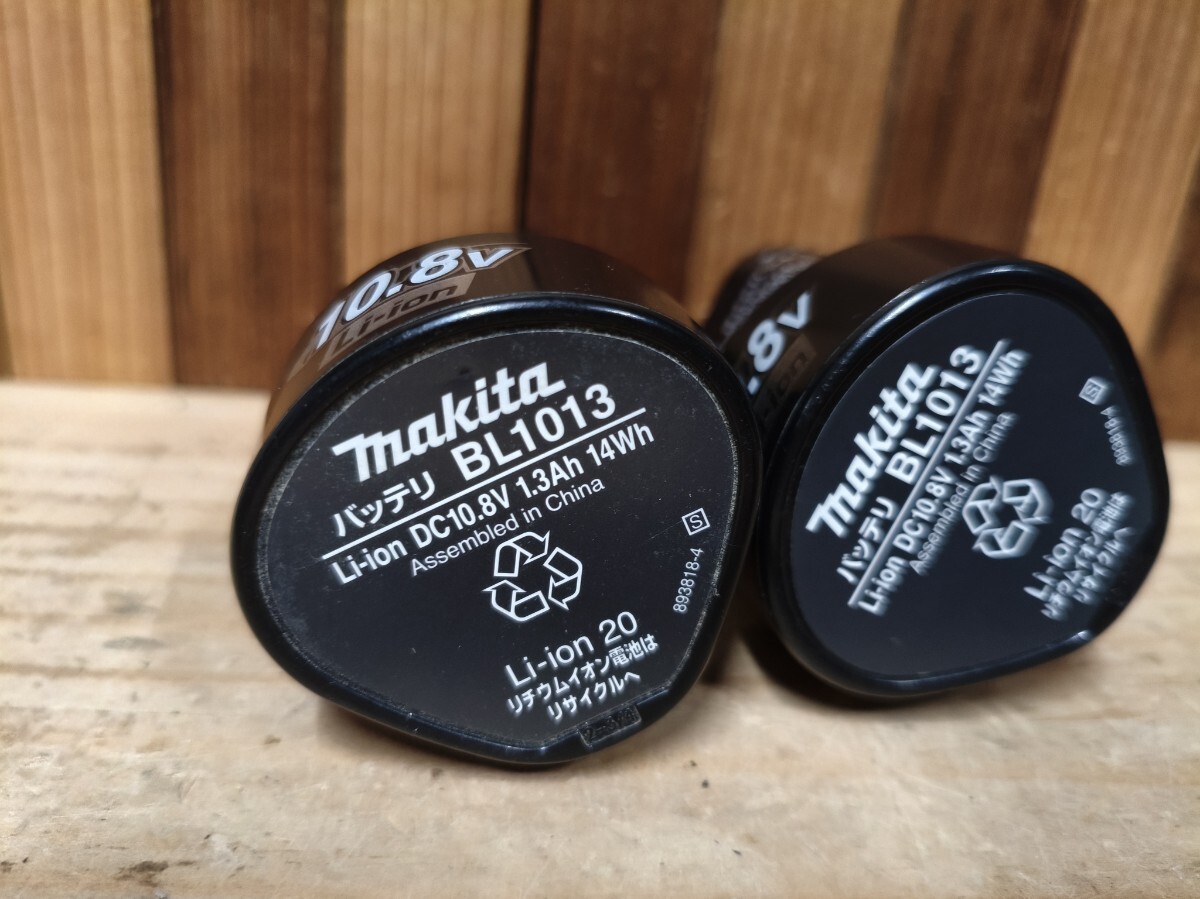 10.8V
Li-ion
makita
バッテリ BL1013
Li-ion DC10.8V 1.3Ah 14Wh
Assembled in China
S
893818-4
Li-ion 20
リチウムイオン電池は
リサイクルへ
.8V
Li-ion
makita
バッテリ BL1013
Li-ion DC10.8V 1.3Ah 14Wh
Assembled in China
S
893818-4
Li-ion 20
リチウムイオン電池は
リサイクルへ